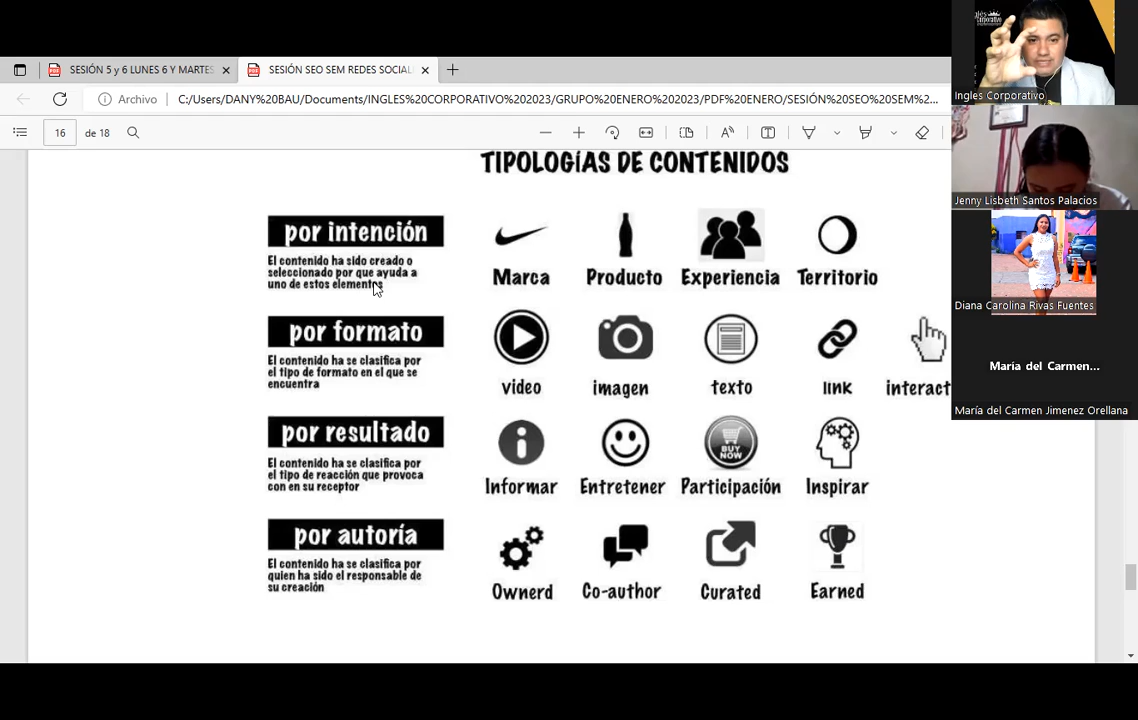 SESIÓN 5 y 6 LUNES 6 Y MARTES
SESIÓN SEO SEM REDES SOCIAL
Archivo
C:/Users/DANY%20BAU/Documents/INGLES%20CORPORATIVO%202023/GRUPO%20ENERO%202023/PDF%20ENERO/SESIÓN%20SEO%20SEM%2...
16 de 18
TIPOLOGÍAS DE CONTENIDOS
por intención
El contenido ha sido creado o
seleccionado por que ayuda a
uno de estos elementos
Marca Producto Experiencia Territorio
por formato
El contenido ha se clasifica por
el tipo de formato en el que se
encuentra
video imagen texto link interact
por resultado
El contenido ha se clasifica por
el tipo de reacción que provoca
con en su receptor
BUY
NOW
Informar Entretener Participación Inspirar
por autoría
El contenido ha se clasifica por
quien ha sido el responsable de
su creación
Ownerd Co-author Curated Earned
Ingles Corporativo
Jenny Lisbeth Santos Palacios
Diana Carolina Rivas Fuentes
María del Carmen...
María del Carmen Jimenez Orellana